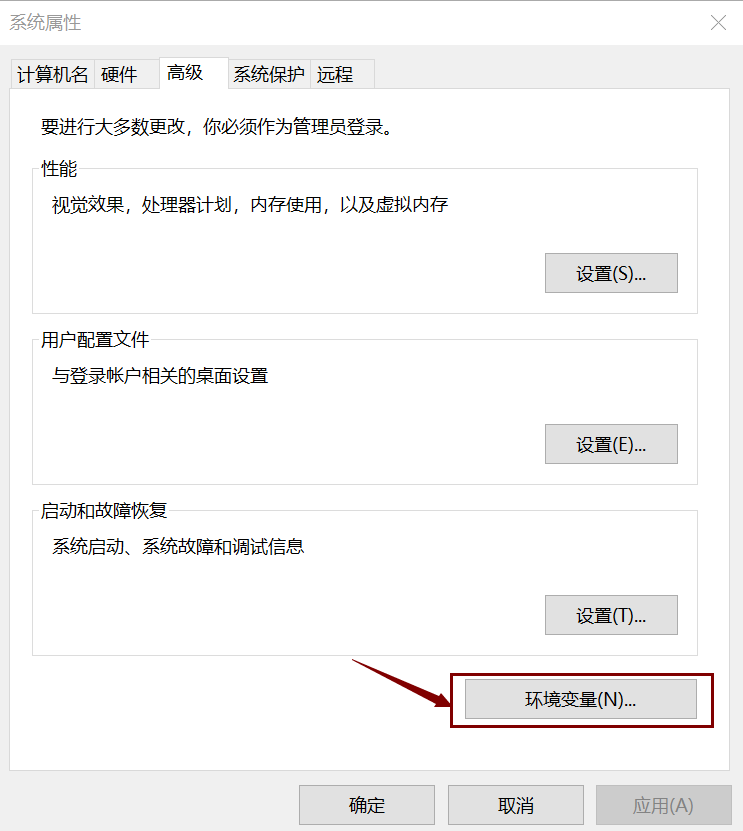 系统属性
计算机名 硬件 高级 系统保护 远程
要进行大多数更改，你必须作为管理员登录。
性能
视觉效果，处理器计划，内存使用，以及虚拟内存
设置(S)...
用户配置文件
与登录帐户相关的桌面设置
设置(E)...
启动和故障恢复
系统启动、系统故障和调试信息
设置(T)...
环境变量(N)...
确定 取消 应用(A)